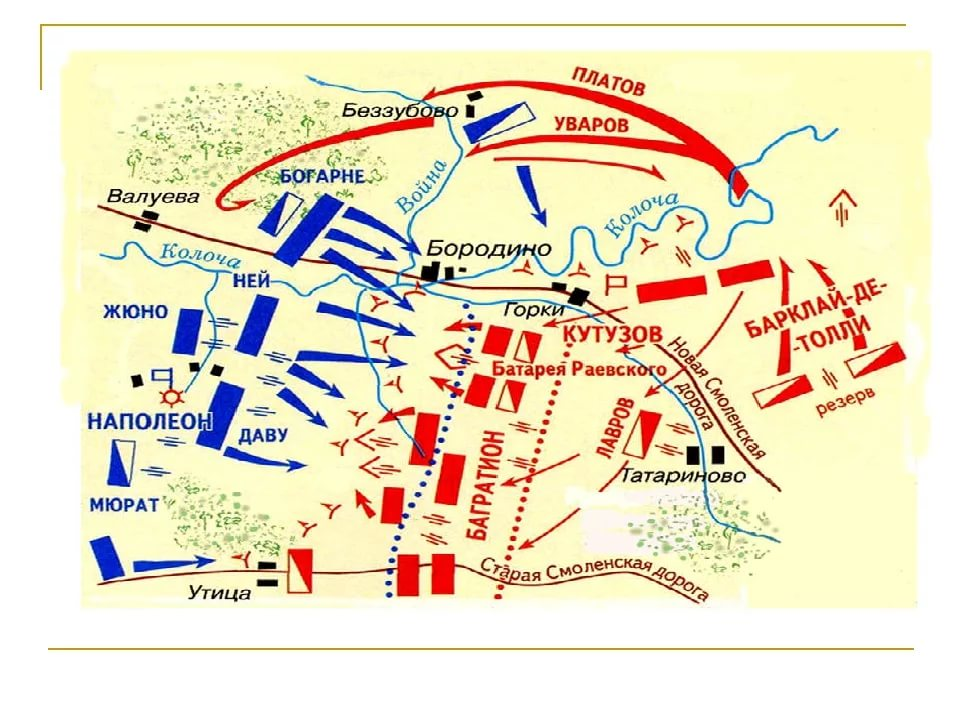 ПЛАТОВ
Беззубово
УВАРОВ
БОГАРНЕ
Война
Валуева
Колоча
Колоча
Бородино
НЕЙ
ЖЮНО
Горки
КУТУЗОВ
БАРКЛАЙ-ДЕ-
-ТОЛЛИ
Батарея Раевского
Новая Смоленская
дорога
резерв
НАПОЛЕОН
ДАВУ
ЛАВРОВ
БАГРАТИОН
Татариново
МЮРАТ
Старая Смоленская дорога
Утица